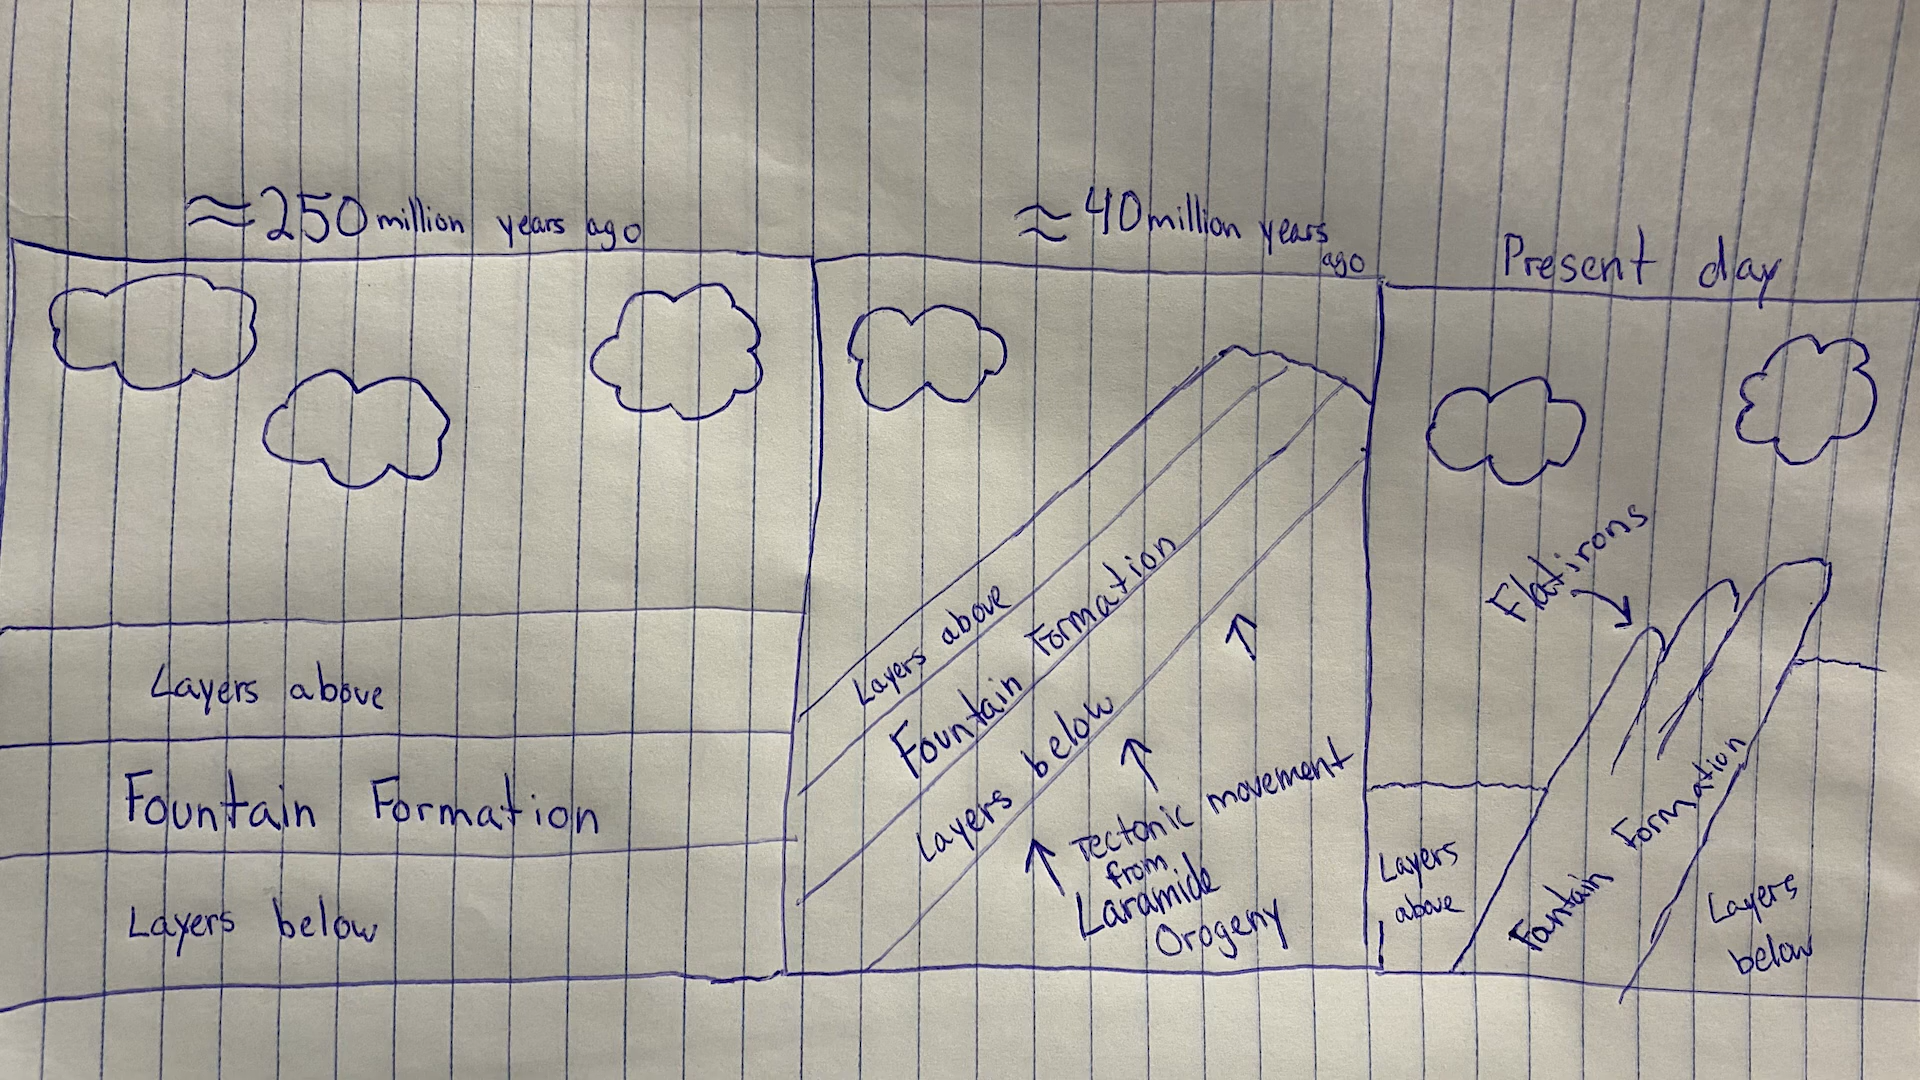 ≈ 250 million years ago
Layers above
Fountain Formation
Layers below
≈ 40 million years
ago
Layers above
Fountain Formation
Layers below
Tectonic movement
from
Laramide
Orogeny
Present day
Flatirons
Layers
above
Fountain Formation
Layers
below